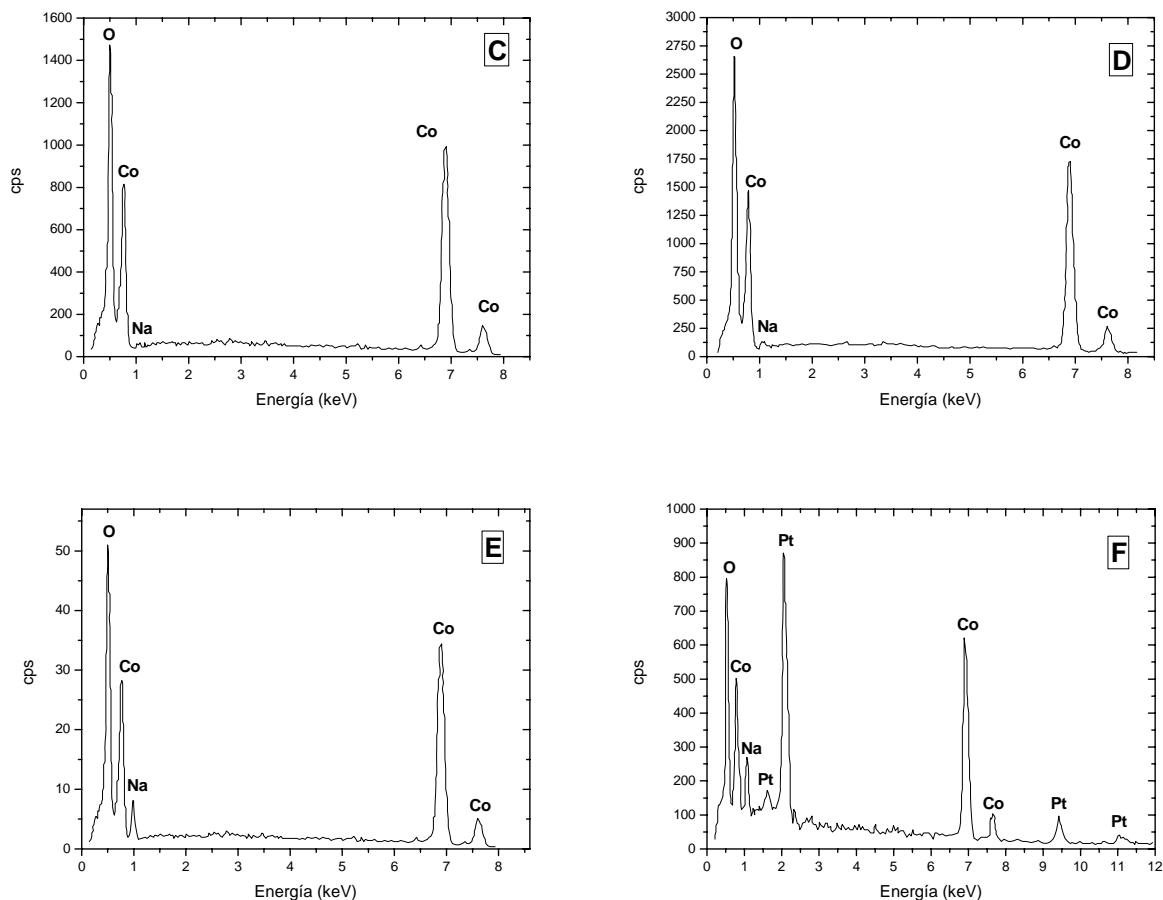 C
cps
1600
1400
1200
1000
800
600
400
200
0
O
Co
Na
Co
Co
0 1 2 3 4 5 6 7 8
Energía (keV)
D
cps
3000
2750
2500
2250
2000
1750
1500
1250
1000
750
500
250
0
O
Co
Na
Co
Co
0 1 2 3 4 5 6 7 8
Energía (keV)
E
cps
50
40
30
20
10
0
O
Co
Na
Co
Co
0 1 2 3 4 5 6 7 8
Energía (keV)
F
cps
1000
900
800
700
600
500
400
300
200
100
0
O
Co
Na
Pt
Pt
Co
Co
Pt
Pt
0 1 2 3 4 5 6 7 8 9 10 11 12
Energía (keV)